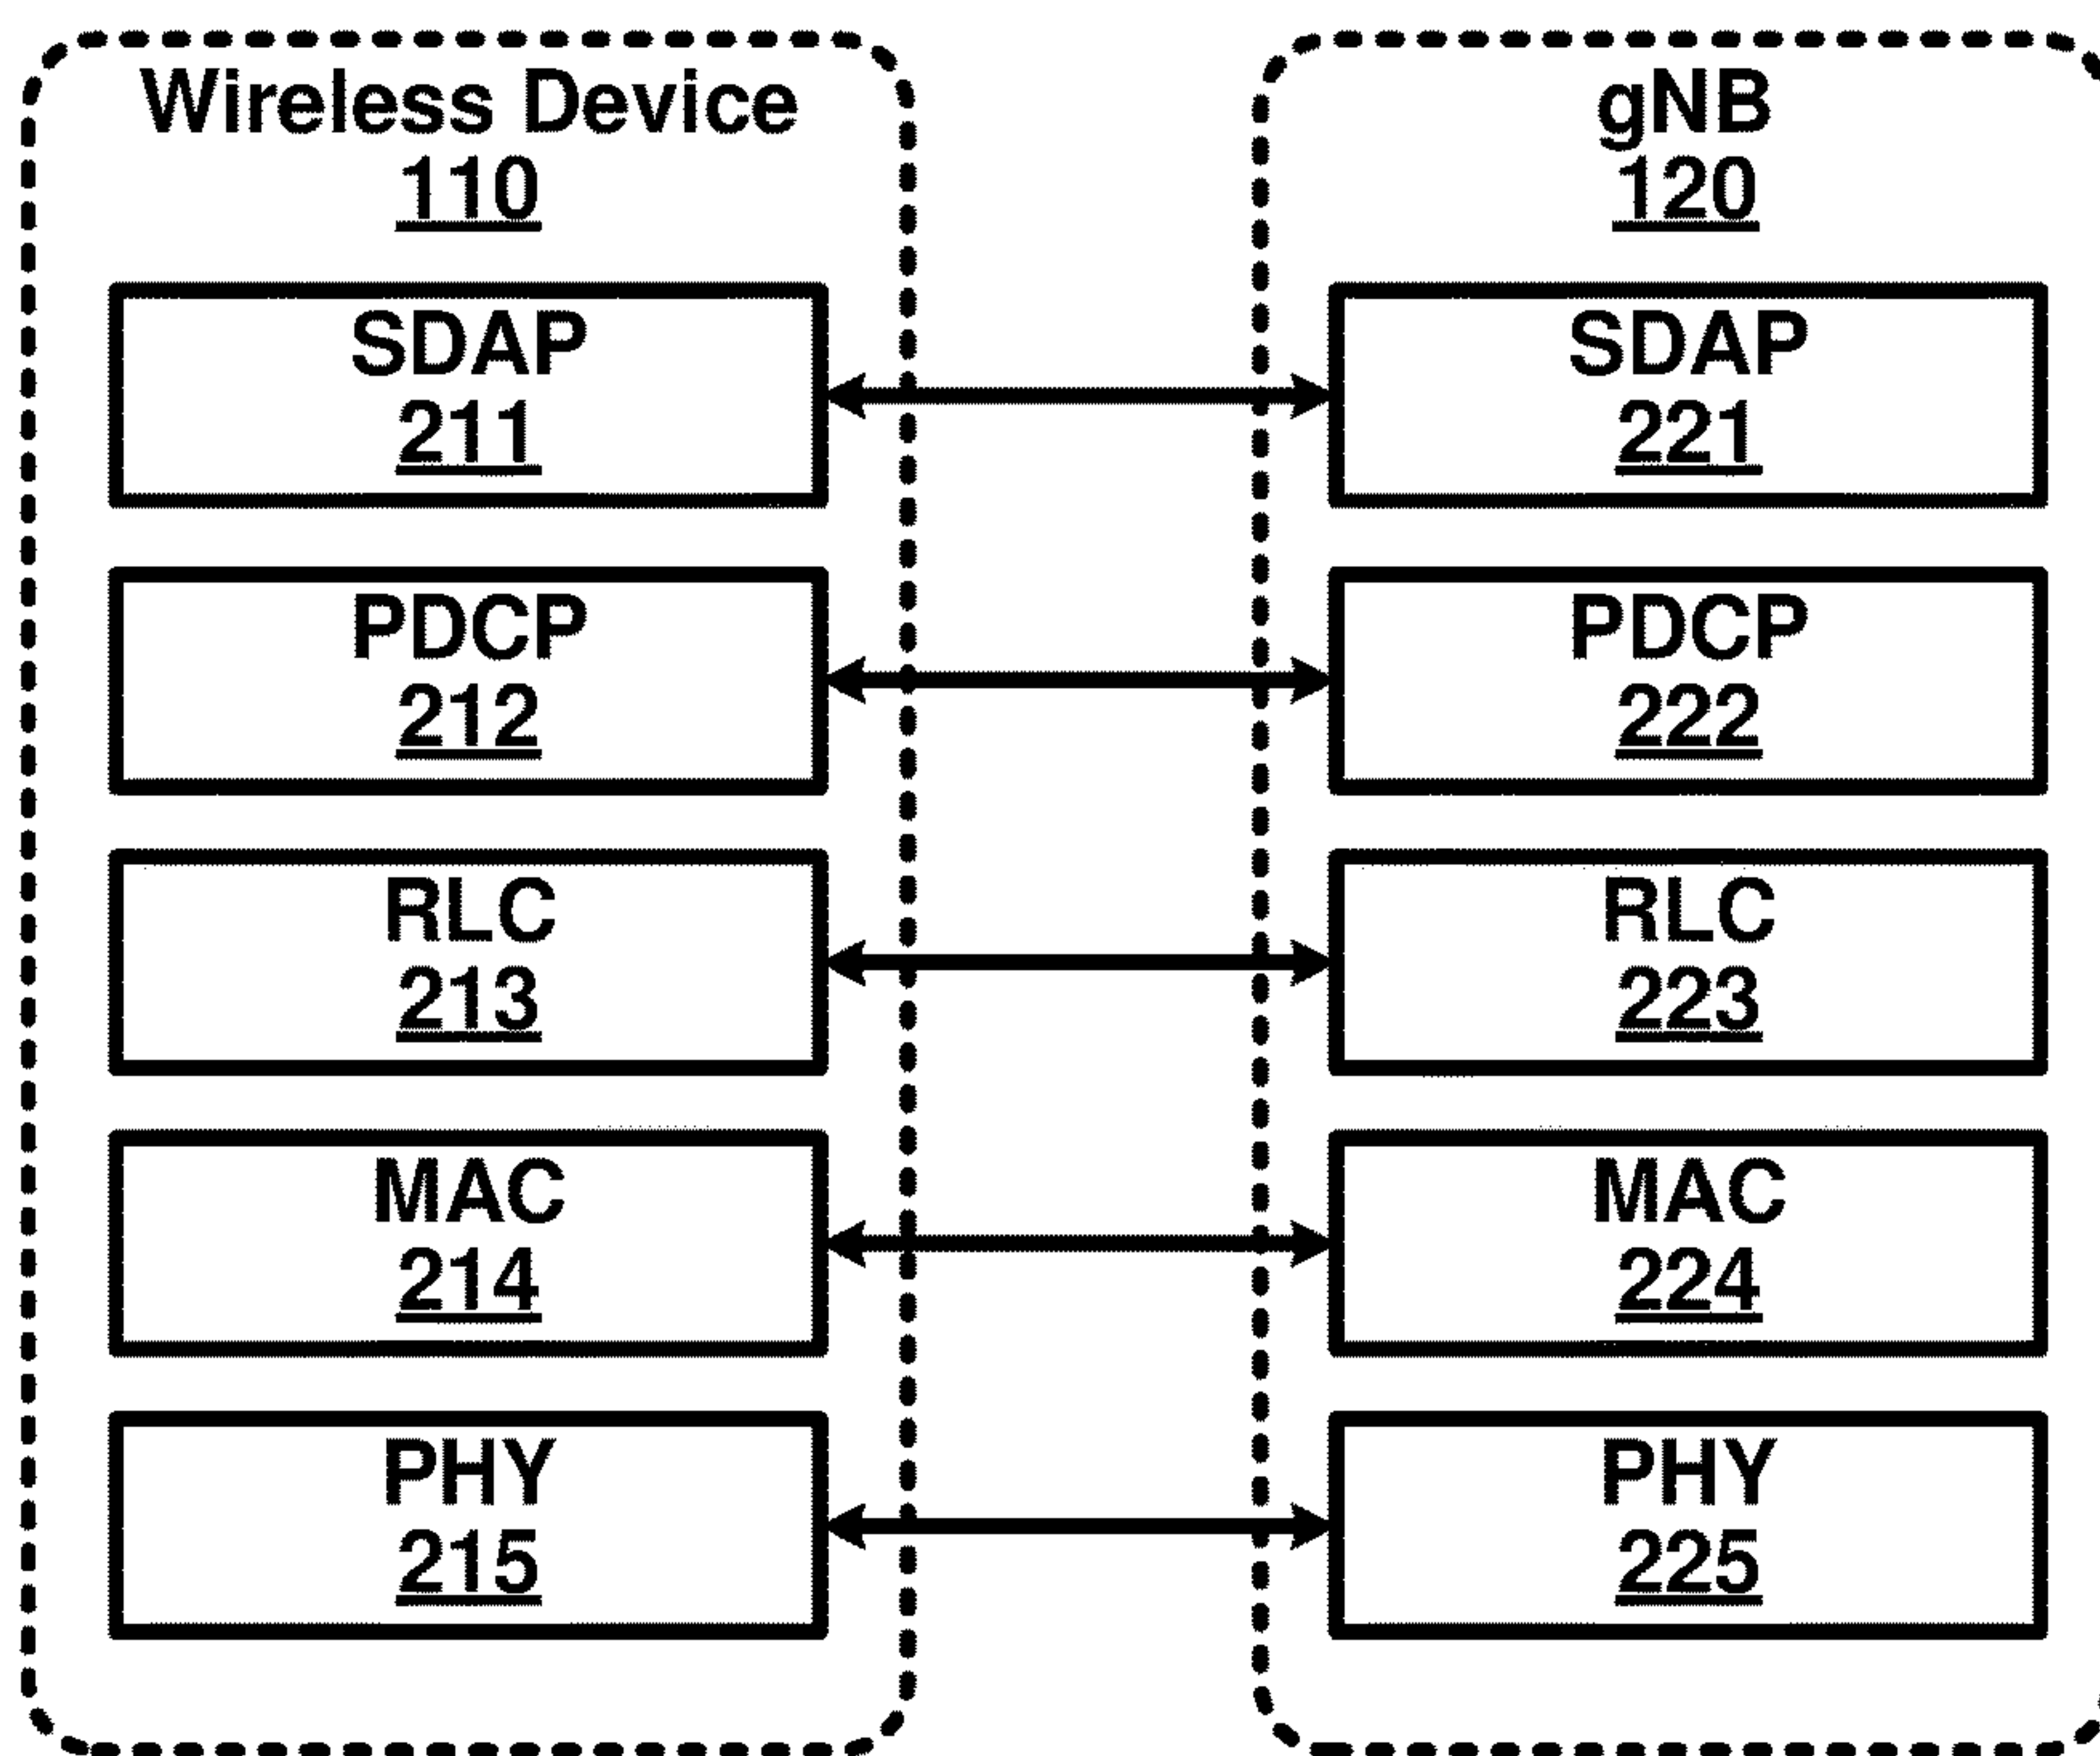 Wireless Device
110
SDAP
211
PDCP
212
RLC
213
MAC
214
PHY
215
gNB
120
SDAP
221
PDCP
222
RLC
223
MAC
224
PHY
225